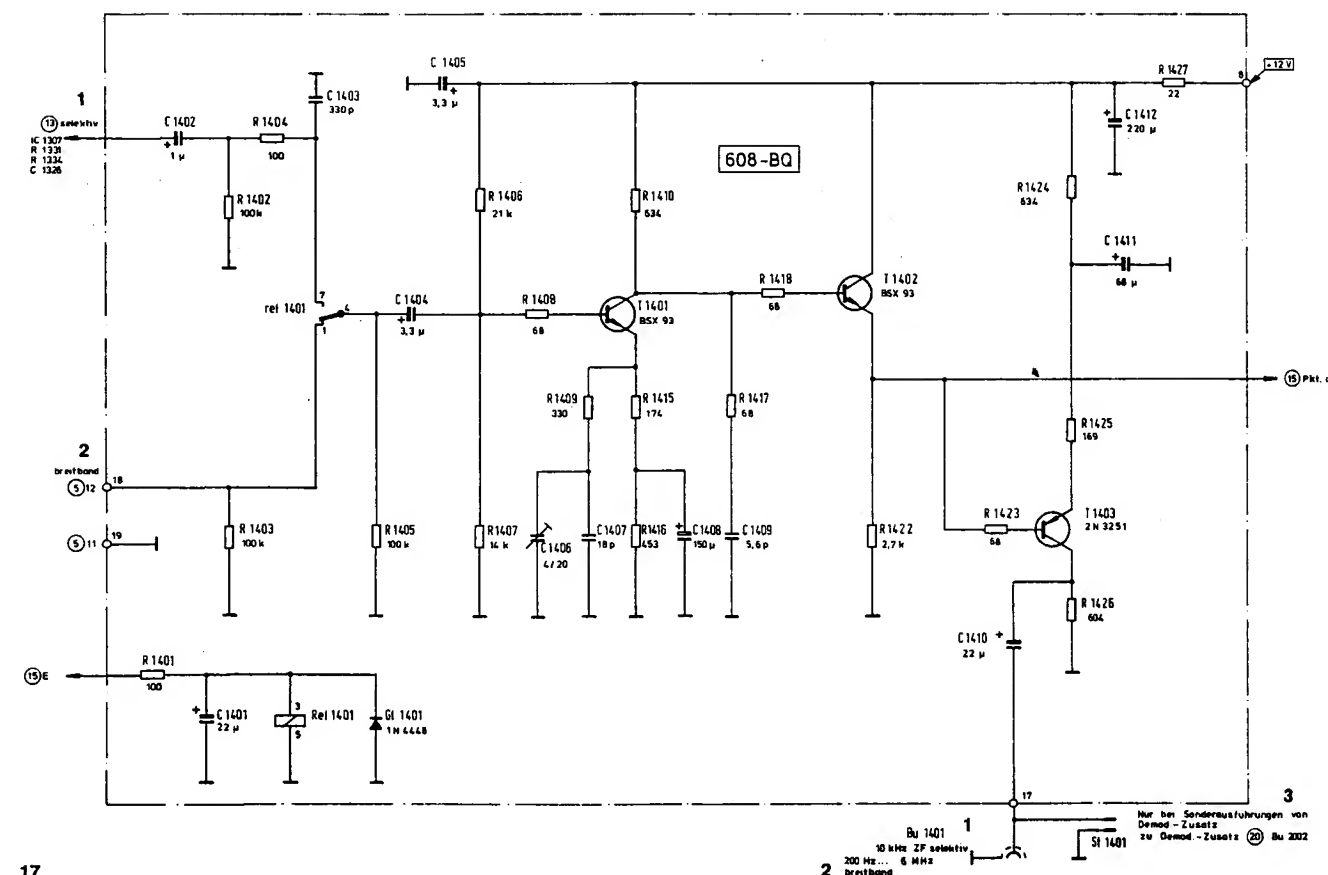 C 1405
3,3 µ
R 1427
22
8
+ 12 V
1
13 selektiv
IC 1307
R 1331
R 1334
C 1326
C 1402
1 µ
R 1404
100
C 1403
330 p
C 1412
220 µ
608-BQ
R 1402
100k
R 1406
21 k
R 1410
634
R 1424
634
C 1411
68 µ
7
rel 1401
4
1
C 1404
3,3 µ
R 1408
68
T 1401
BSX 93
R 1418
68
T 1402
BSX 93
15 Pkt.
R 1409
330
R 1415
174
R 1417
68
R 1425
169
2
breitband
5 12
18
5 11
19
R 1403
100 k
R 1405
100 k
R 1407
14 k
C 1406
4/20
C 1407
18 p
R 1416
453
C 1408
150 µ
C 1409
5,6 p
R 1422
2,7 k
R 1423
68
T 1403
2 N 3251
R 1426
604
C 1410
22 µ
15 E
R 1401
100
C 1401
22 µ
3
Rel 1401
5
Gl 1401
1 N 4448
17
3
Nur bei Sonderausführungen von
Demod.-Zusatz
zu Demod.-Zusatz 20 Bu 2002
St 1401
Bu 1401
1
10 kHz ZF selektiv
200 Hz... 6 MHz
2 breitband
17